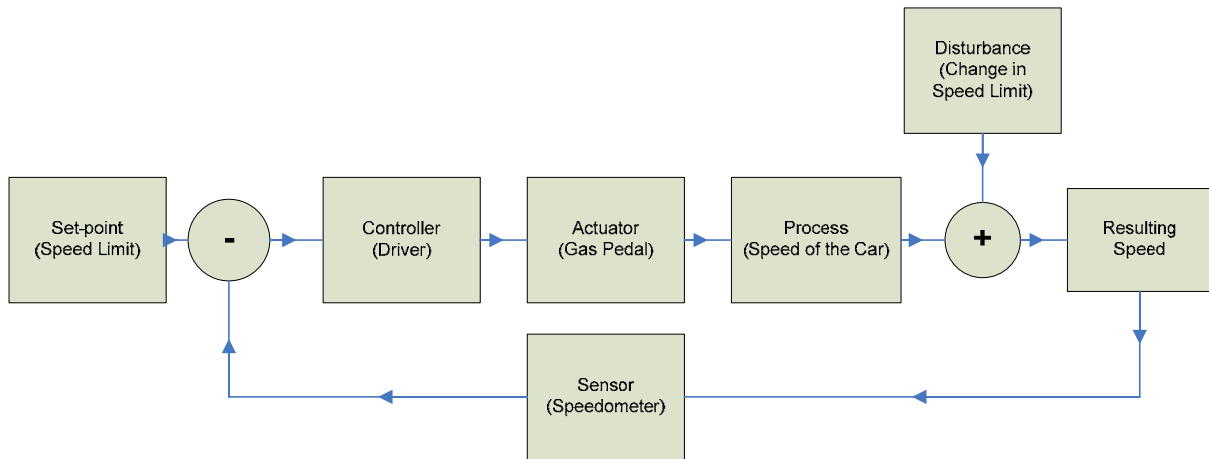 Disturbance
(Change in
Speed Limit)
Set-point
(Speed Limit)
-
Controller
(Driver)
Actuator
(Gas Pedal)
Process
(Speed of the Car)
+
Resulting
Speed
Sensor
(Speedometer)